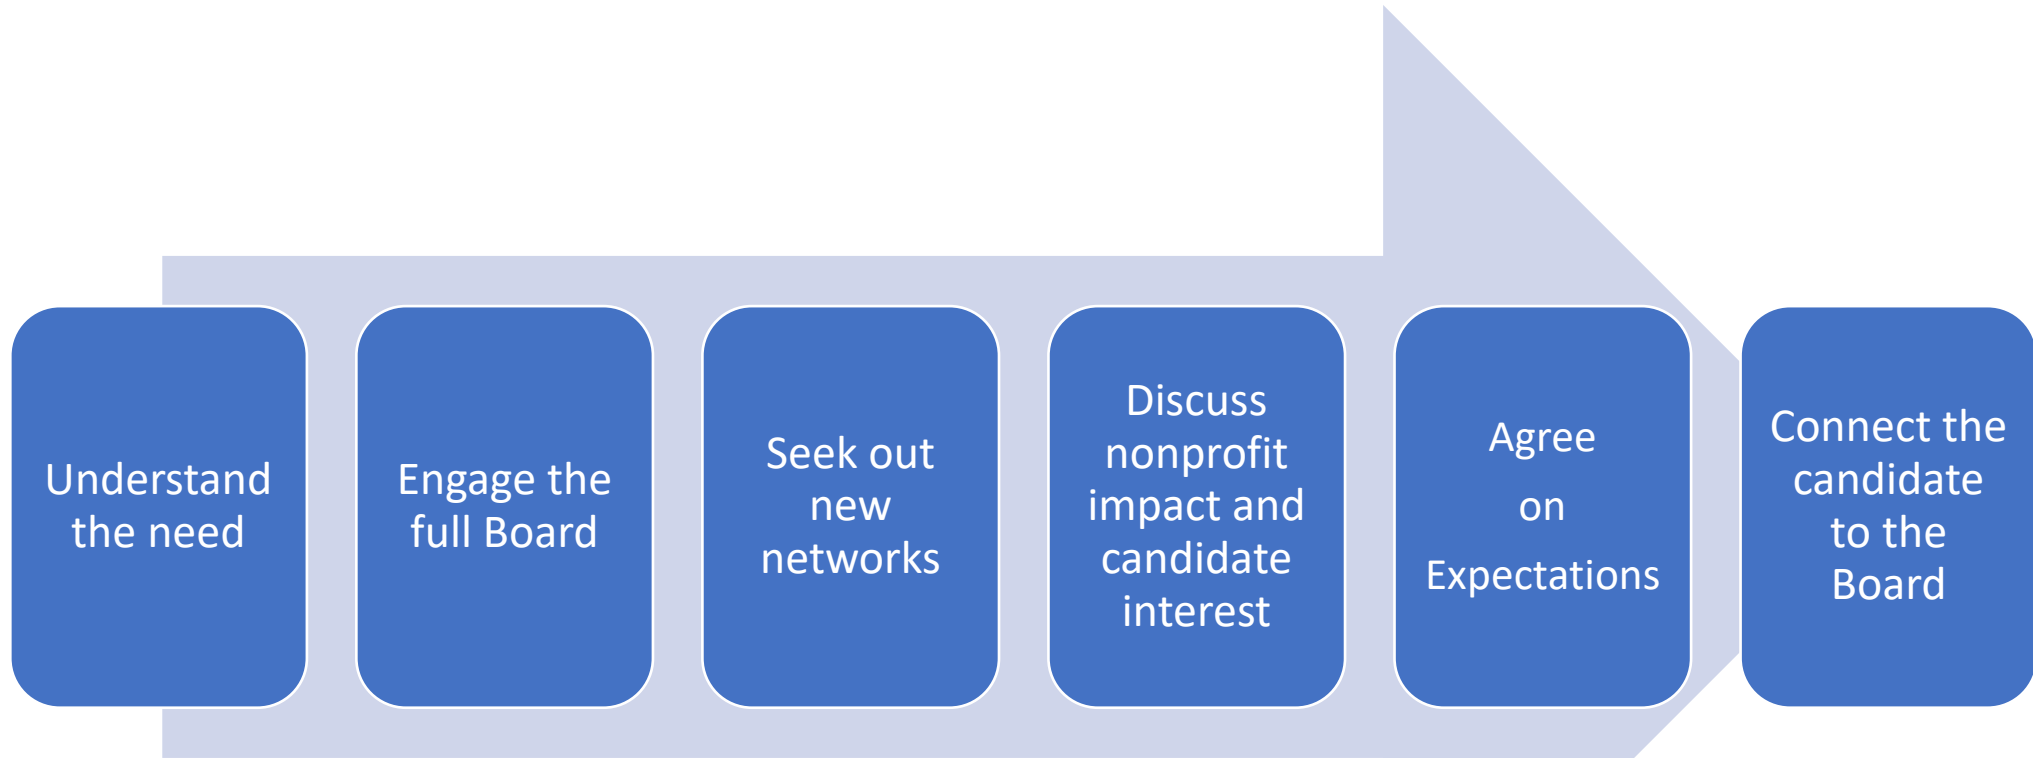 Understand
the need
Engage the
full Board
Seek out
new
networks
Discuss
nonprofit
impact and
candidate
interest
Agree
on
Expectations
Connect the
candidate
to the
Board